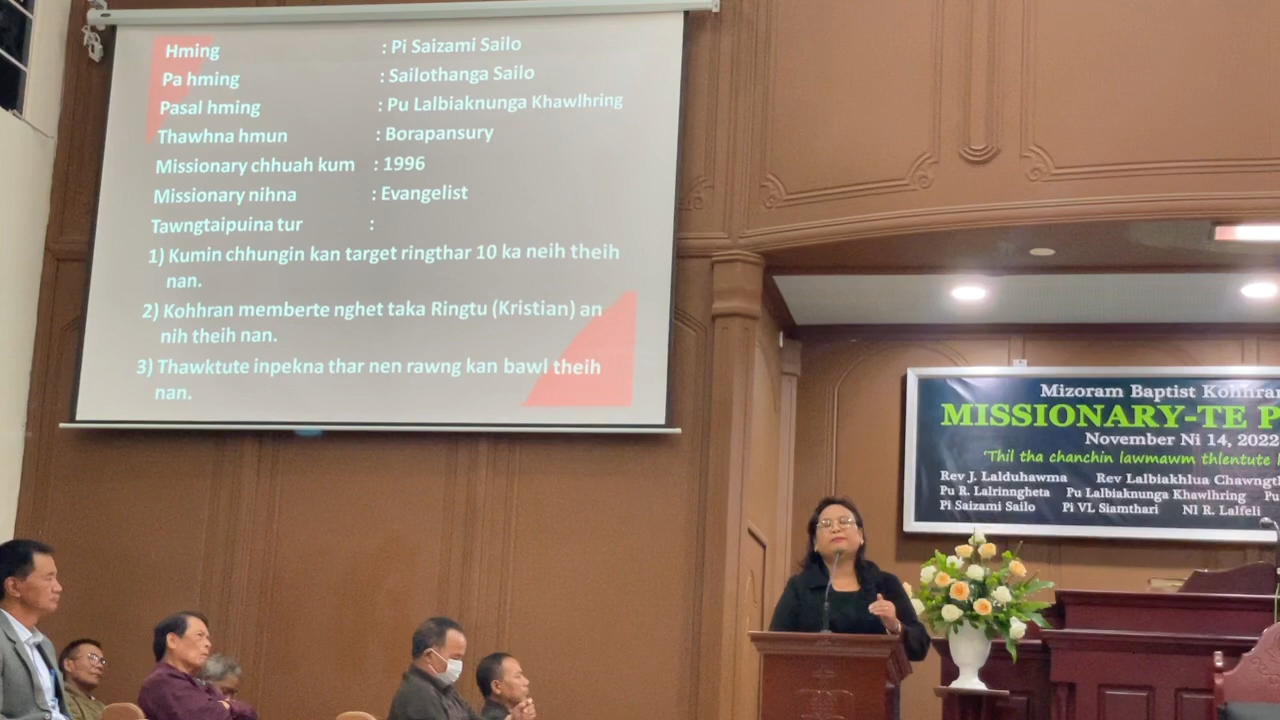 Hming : Pi Saizami Sailo
Pa hming : Sailothanga Sailo
Pasal hming : Pu Lalbiaknunga Khawlhring
Thawhna hmun : Borapansury
Missionary chhuah kum : 1996
Missionary nihna : Evangelist
Tawngtaipuina tur :
1) Kumin chhungin kan target ringthar 10 ka neih theih
nan.
2) Kohhran memberte nghet taka Ringtu (Kristian) an
nih theih nan.
3) Thawktute inpekna thar nen rawng kan bawl theih
nan.
Mizoram Baptist Kohhran
MISSIONARY-TE P
November Ni 14, 2022
'Thil tha chanchin lawmawm thlentute
Rev J. Lalduhawma Rev Lalbiakhlua Chawngt
Pu R. Lalrinngheta Pu Lalbiaknunga Khawlhring Pu
Pi Saizami Sailo Pi VL Siamthari Nl R. Lalfeli